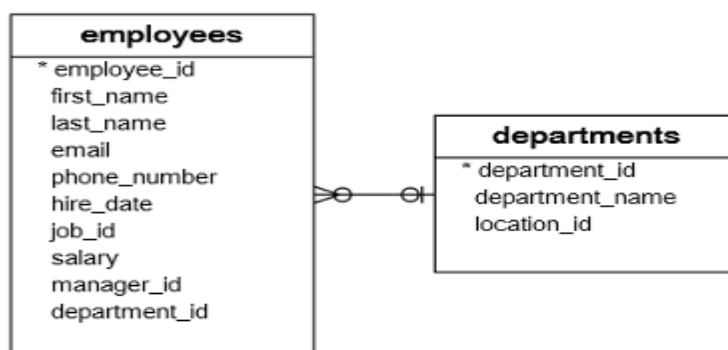 employees
* employee_id
first_name
last_name
email
phone_number
hire_date
job_id
salary
manager_id
department_id
departments
* department_id
department_name
location_id